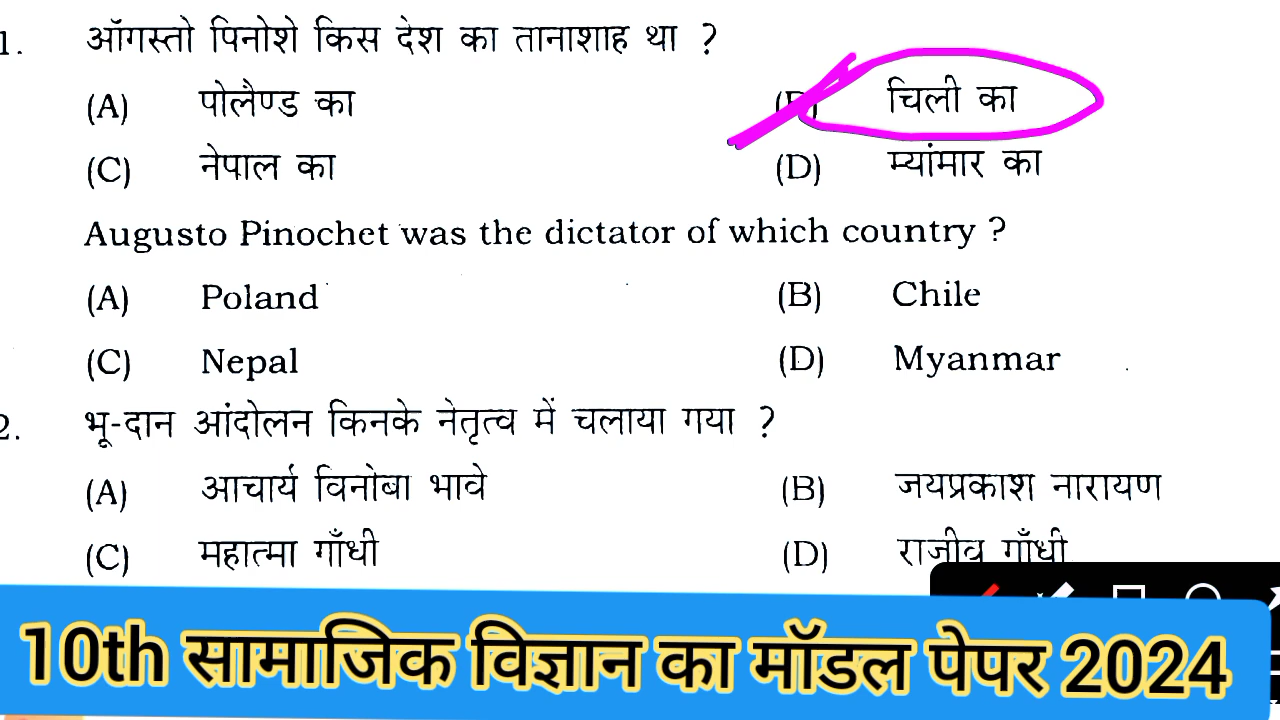 1. ऑगस्तो पिनोशे किस देश का तानाशाह था ?
(A) पोलैण्ड का (B) चिली का
(C) नेपाल का (D) म्यांमार का
Augusto Pinochet was the dictator of which country ?
(A) Poland (B) Chile
(C) Nepal (D) Myanmar
2. भू-दान आंदोलन किनके नेतृत्व में चलाया गया ?
(A) आचार्य विनोबा भावे (B) जयप्रकाश नारायण
(C) महात्मा गाँधी (D) राजीव गाँधी
10th सामाजिक विज्ञान का मॉडल पेपर 2024